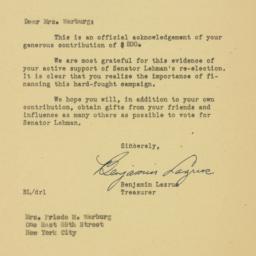 Dear Mrs. Warburg:
This is an official acknowledgement of your
generous contribution of $200.
We are most grateful for this evidence of
your active support of Senator Lehman's re-election.
It is clear that you realize the importance of fi-
nancing this hard-fought campaign.
We hope you will, in addition to your own
contribution, obtain gifts from your friends and
influence as many others as possible to vote for
Senator Lehman.
Sincerely,
Benjamin Lazrus
Benjamin Lazrus
Treasurer
BL/drl
Mrs. Frieda M. Warburg
One East 88th Street
New York City